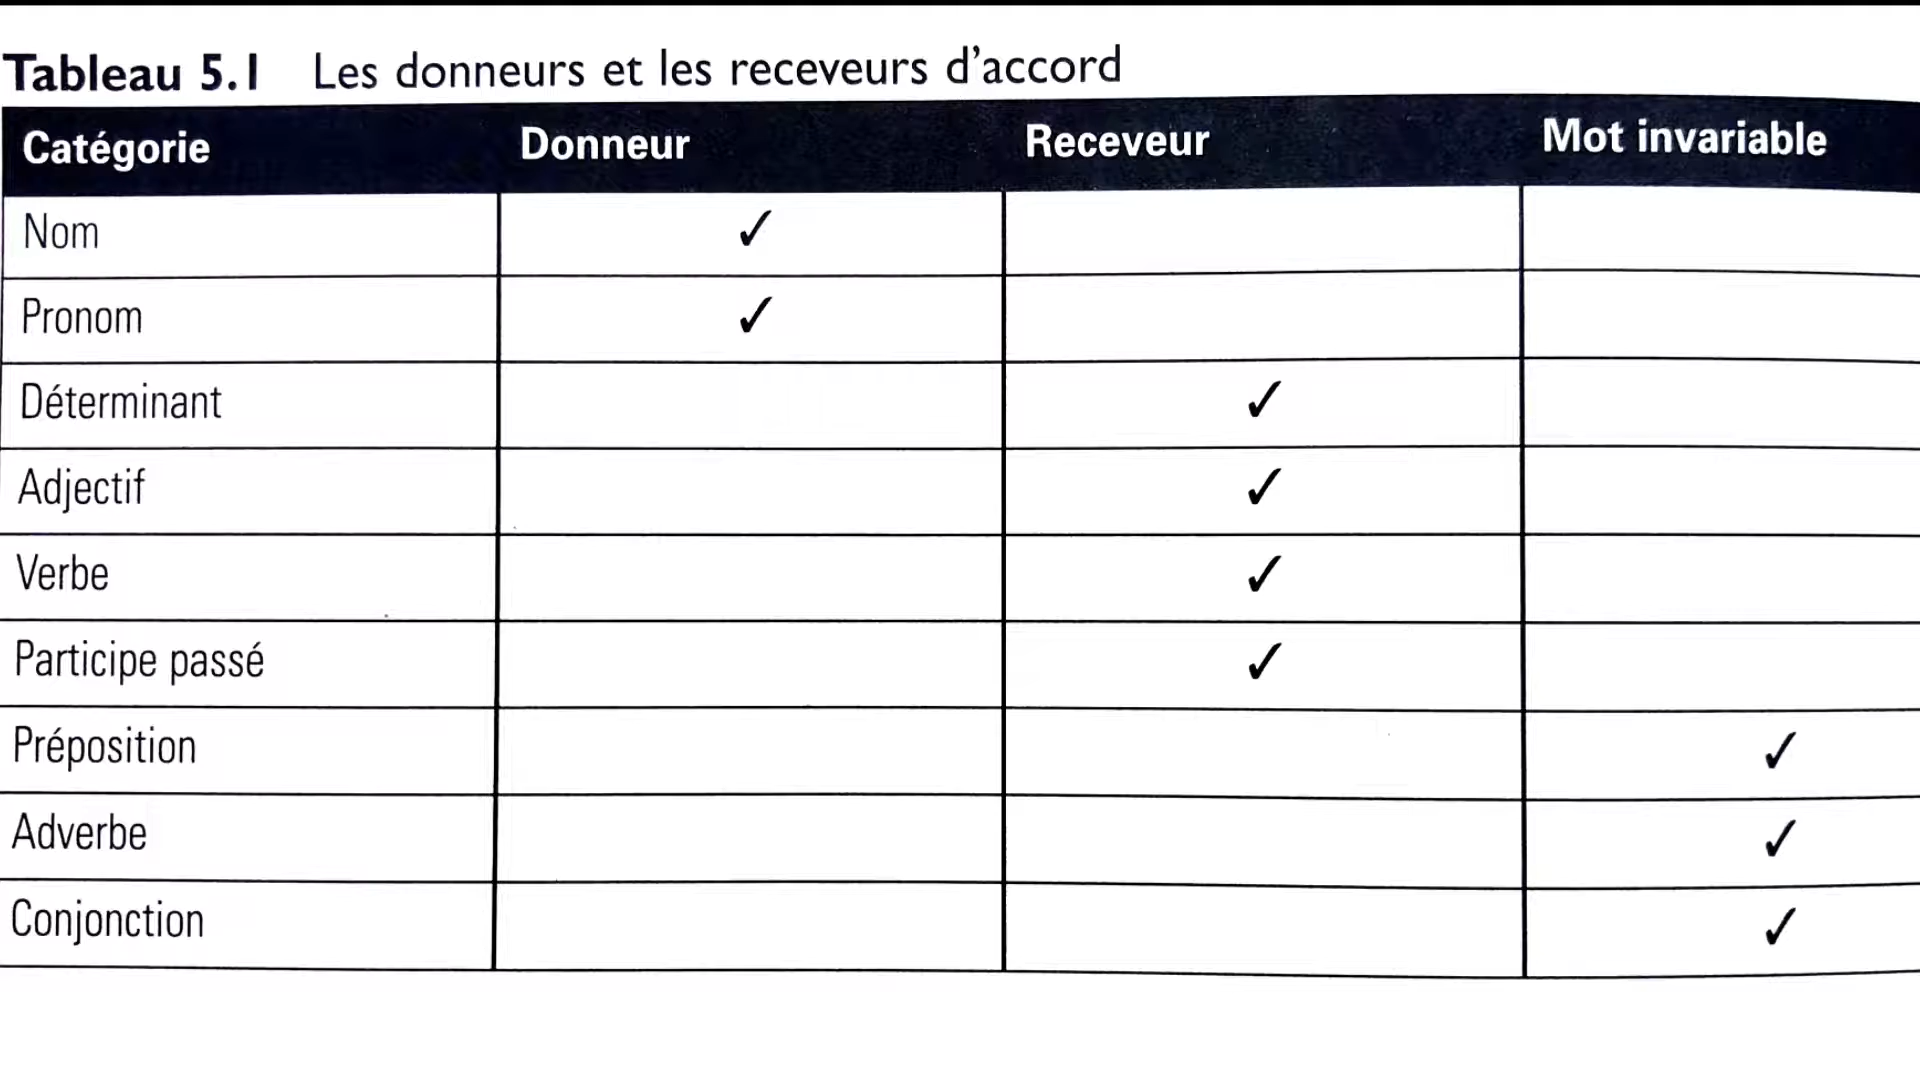 Tableau 5.1 Les donneurs et les receveurs d'accord
Catégorie Donneur Receveur Mot invariable
Nom ✓
Pronom ✓
Déterminant ✓
Adjectif ✓
Verbe ✓
Participe passé ✓
Préposition ✓
Adverbe ✓
Conjonction ✓